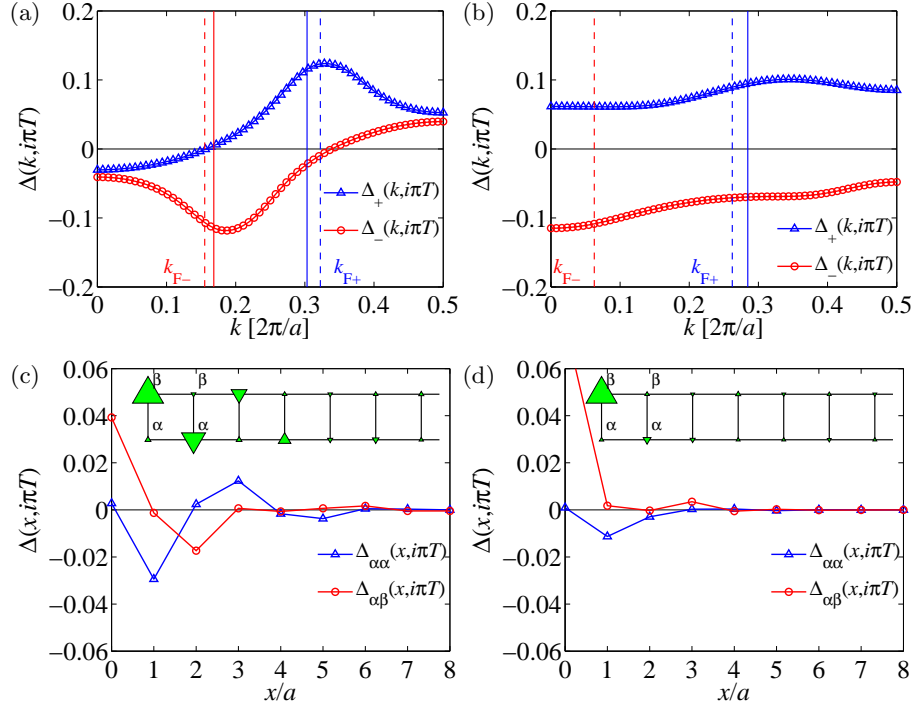 (a)
0.2
0.1
0
−0.1
−0.2
Δ(k,iπT)
Δ+(k,iπT)
Δ−(k,iπT)
kF−
kF+
0 0.1 0.2 0.3 0.4 0.5
k [2π/a]
(b)
0.2
0.1
0
−0.1
−0.2
Δ(k,iπT)
Δ+(k,iπT)
Δ−(k,iπT)
kF−
kF+
0 0.1 0.2 0.3 0.4 0.5
k [2π/a]
(c)
0.06
0.04
0.02
0
−0.02
−0.04
−0.06
Δ(x,iπT)
β β
α α
Δαα(x,iπT)
Δαβ(x,iπT)
0 1 2 3 4 5 6 7 8
x/a
(d)
0.06
0.04
0.02
0
−0.02
−0.04
−0.06
Δ(x,iπT)
β β
α α
Δαα(x,iπT)
Δαβ(x,iπT)
0 1 2 3 4 5 6 7 8
x/a